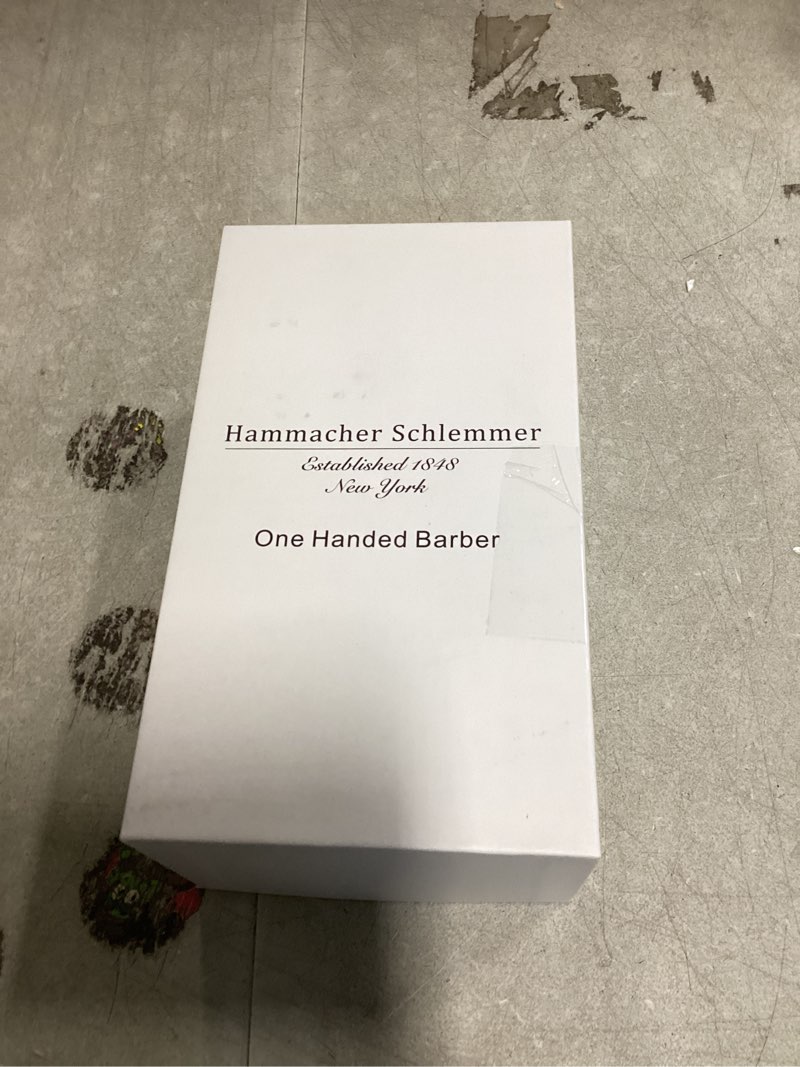 Hammacher Schlemmer
Established 1848
New York
One Handed Barber